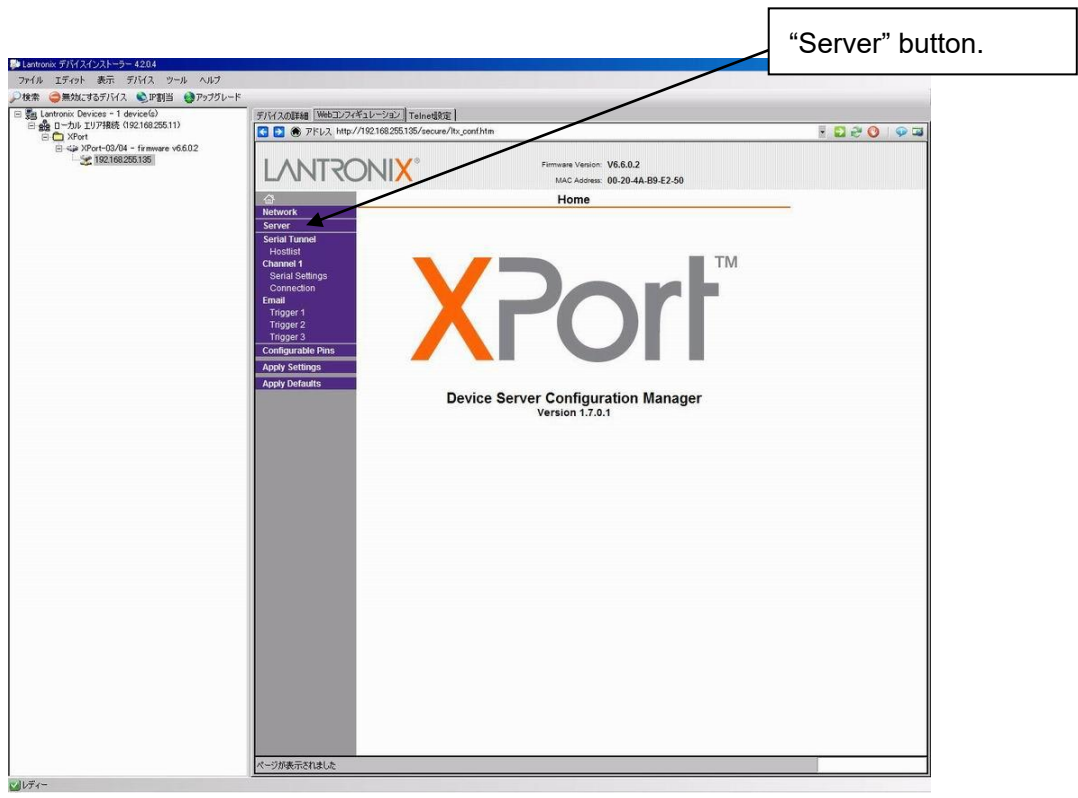 “Server” button.
Lantronix デバイスインストーラー 4.2.0.4
ファイル エディット 表示 デバイス ツール ヘルプ
検索 無効にするデバイス IP割当 アップグレード
Lantronix Devices - 1 device(s)
ローカル エリア接続 (192.168.255.11)
XPort
XPort-03/04 - firmware v6.6.0.2
192.168.255.135
デバイスの詳細 Webコンフィギュレーション Telnet設定
アドレス http://192.168.255.135/secure/ltx_conf.htm
LANTRONIX®
Firmware Version: V6.6.0.2
MAC Address: 00-20-4A-B9-E2-50
Home
Network
Server
Serial Tunnel
Hostlist
Channel 1
Serial Settings
Connection
Email
Trigger 1
Trigger 2
Trigger 3
Configurable Pins
Apply Settings
Apply Defaults
XPort™
Device Server Configuration Manager
Version 1.7.0.1
ページが表示されました
レディー